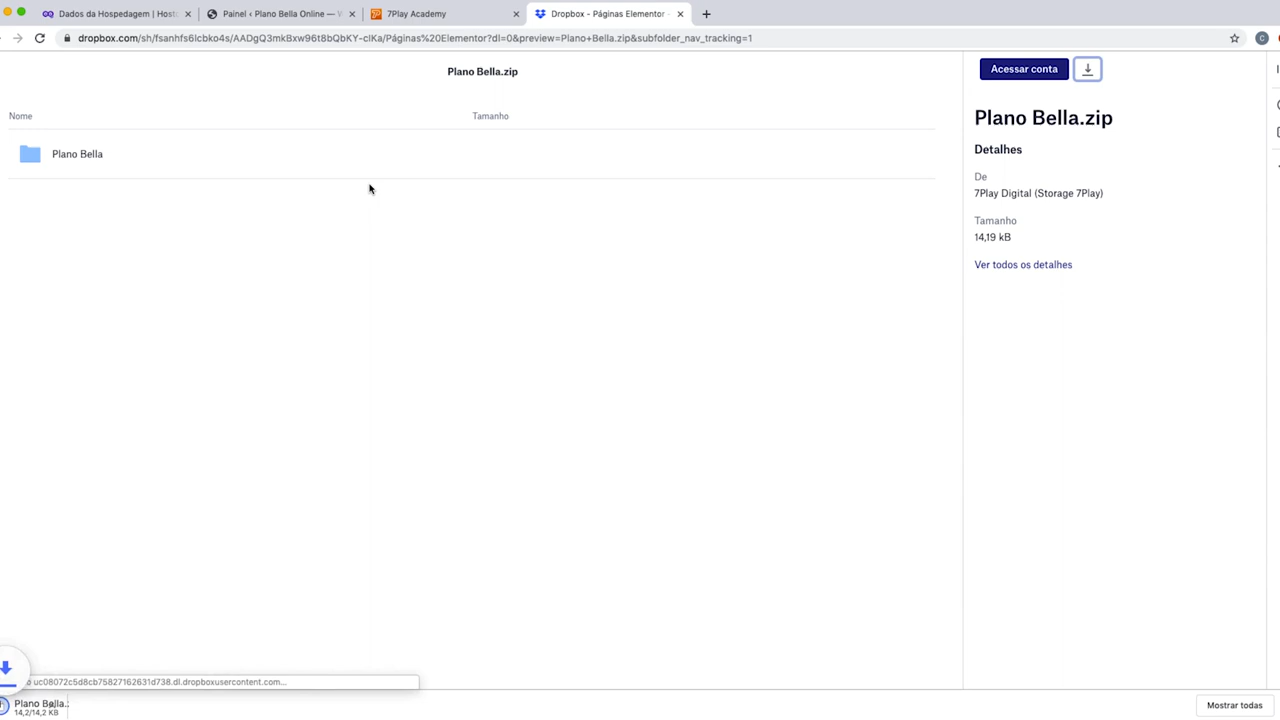 Dados da Hospedagem | Host
Painel ‹ Plano Bella Online — V
7Play Academy
Dropbox - Páginas Elementor -
dropbox.com/sh/fsanhfs6lcbko4s/AADgQ3mkBxw96t8bQbKY-clKa/Páginas%20Elementor?dl=0&preview=Plano+Bella.zip&subfolder_nav_tracking=1
C
Plano Bella.zip
Acessar conta
Nome
Tamanho
Plano Bella
Plano Bella.zip
Detalhes
De
7Play Digital (Storage 7Play)
Tamanho
14,19 kB
Ver todos os detalhes
uc08072c5d8cb75827162631d738.dl.dropboxusercontent.com...
Plano Bella..
14,2/14,2 KB
Mostrar todas